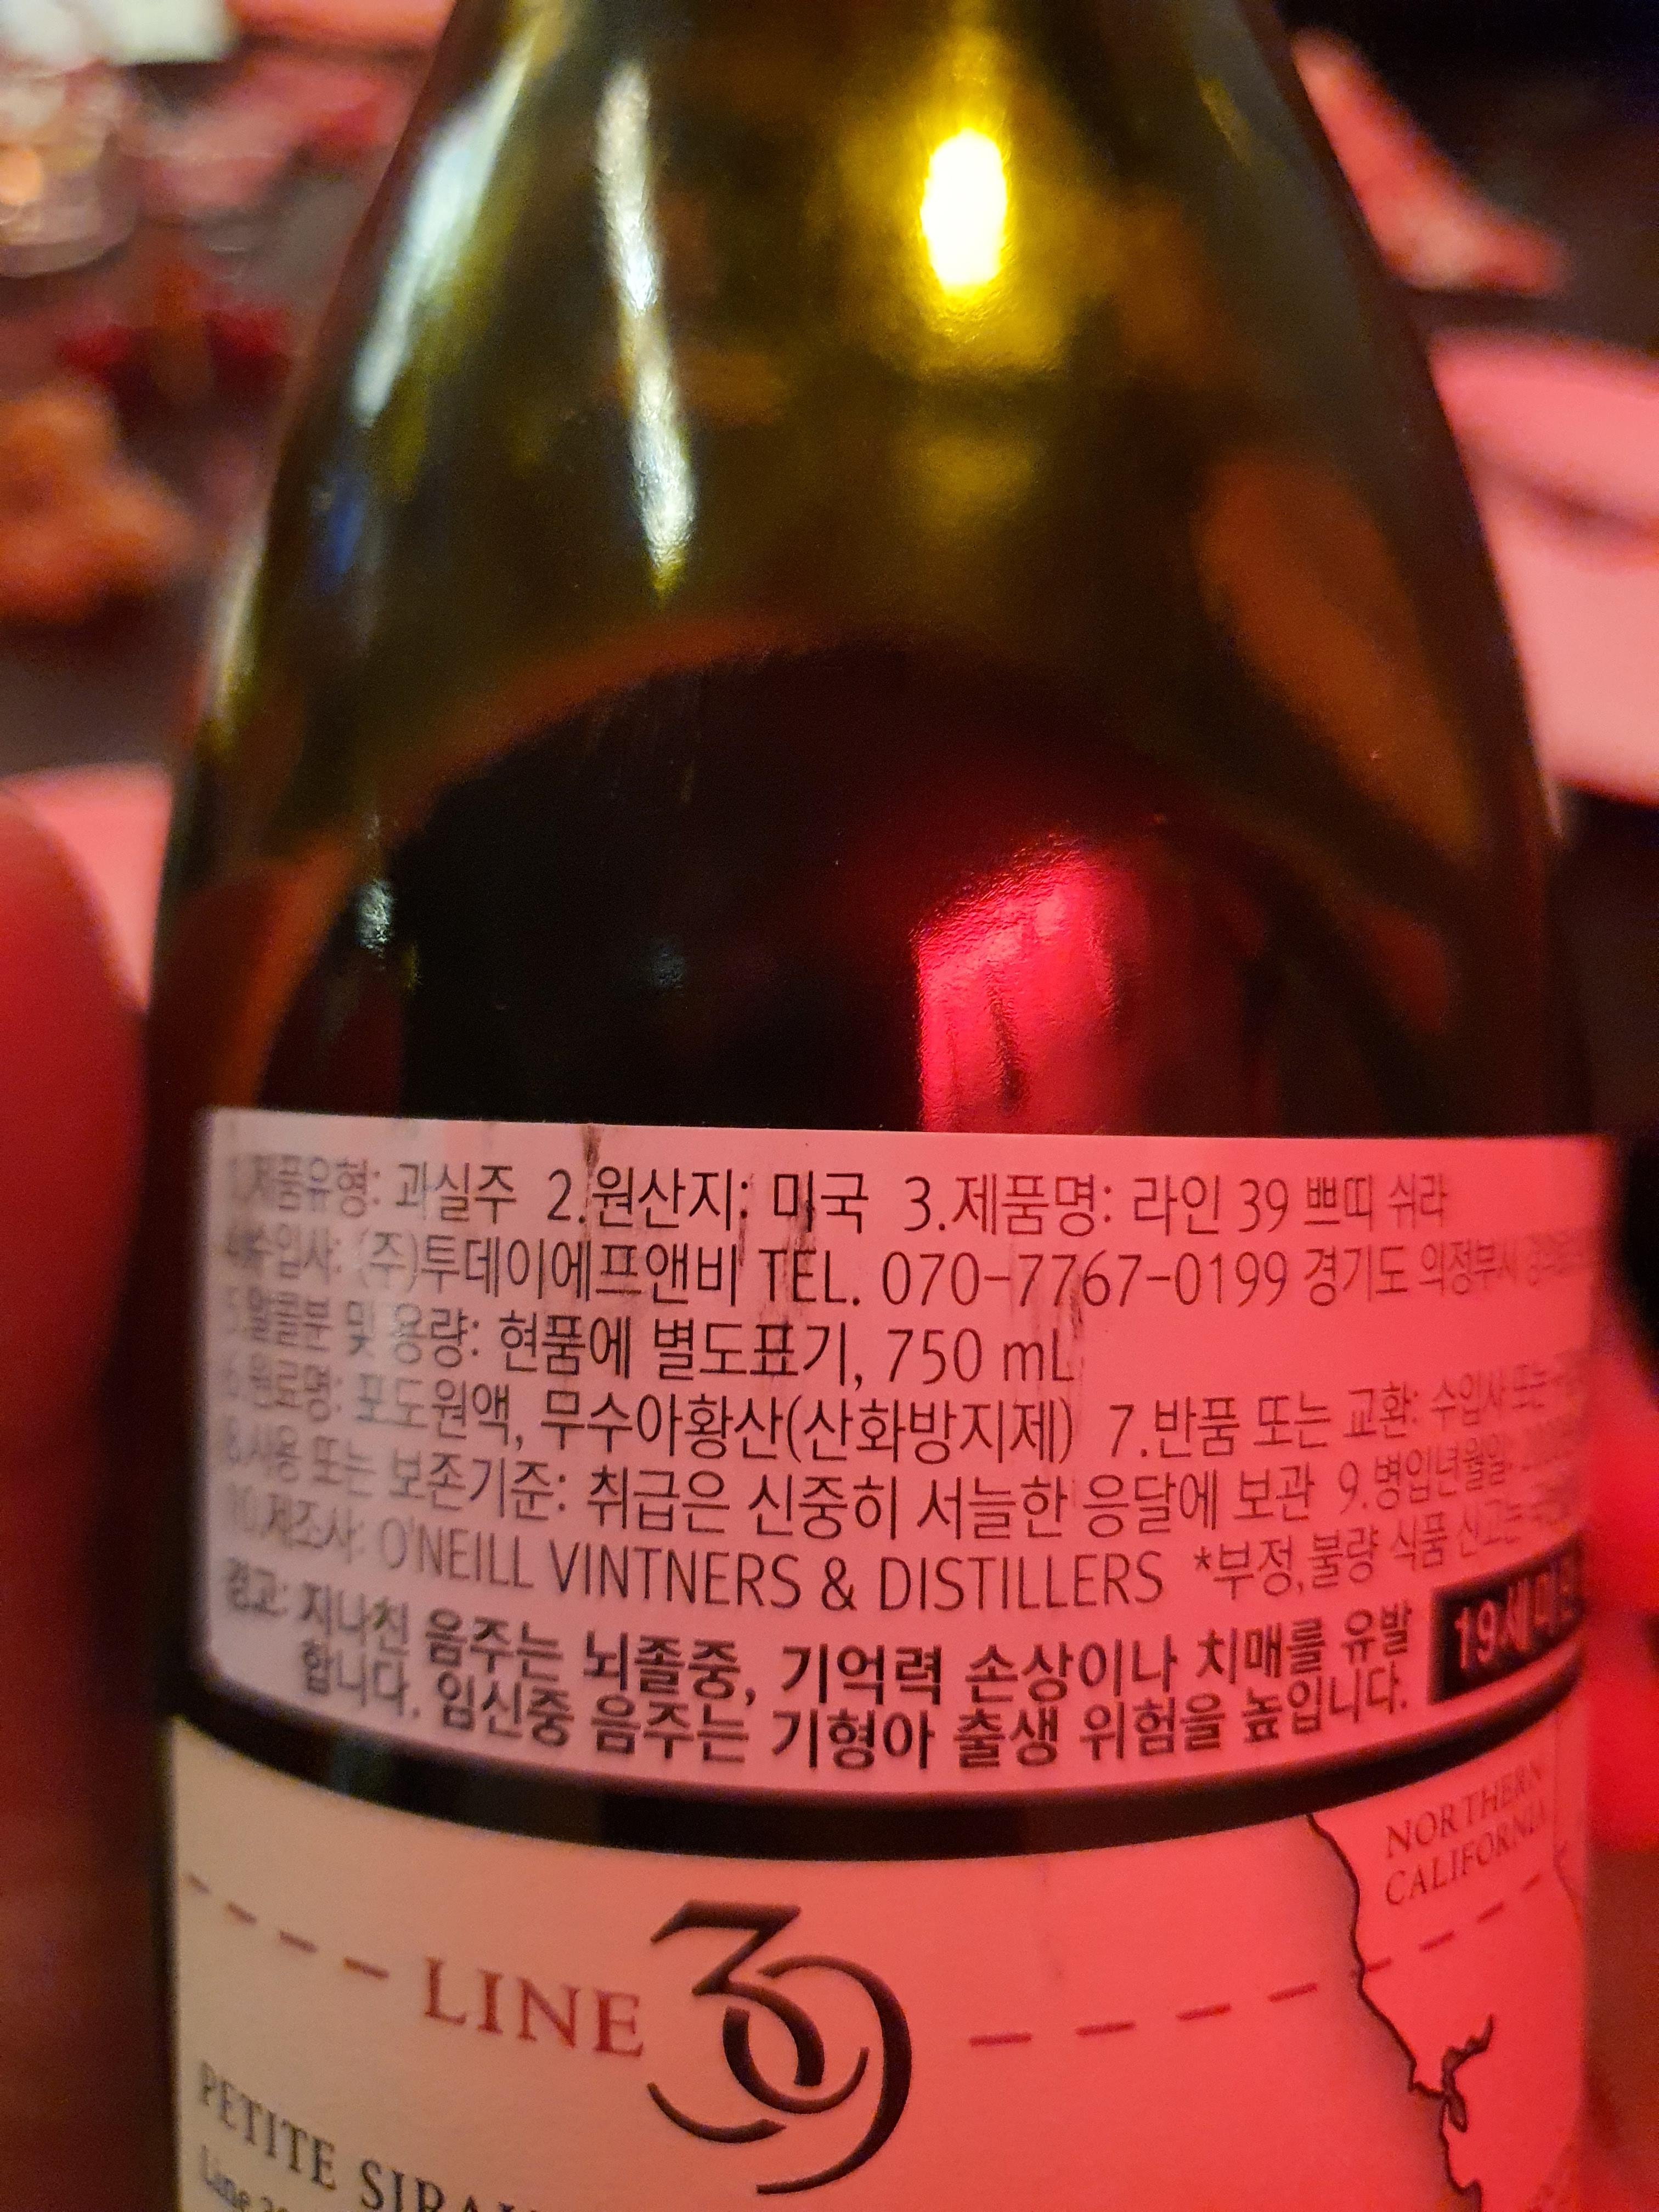 1.제품유형: 과실주 2.원산지: 미국 3.제품명: 라인 39 쁘띠 쉬라
4.수입사: (주)투데이에프앤비 TEL. 070-7767-0199 경기도 의정부시
5.알콜분 및 용량: 현품에 별도표기, 750 mL
6.원료명: 포도원액, 무수아황산(산화방지제) 7.반품 또는 교환: 수입사 또는
8.사용 또는 보존기준: 취급은 신중히 서늘한 응달에 보관 9.병입년월일:
10.제조사: O'NEILL VINTNERS & DISTILLERS *부정,불량 식품 신고는
경고: 지나친 음주는 뇌졸중, 기억력 손상이나 치매를 유발
합니다. 임신중 음주는 기형아 출생 위험을 높입니다.
19세미만
NORTHERN
CALIFORNIA
LINE 39
PETITE SIRAH
Line 39